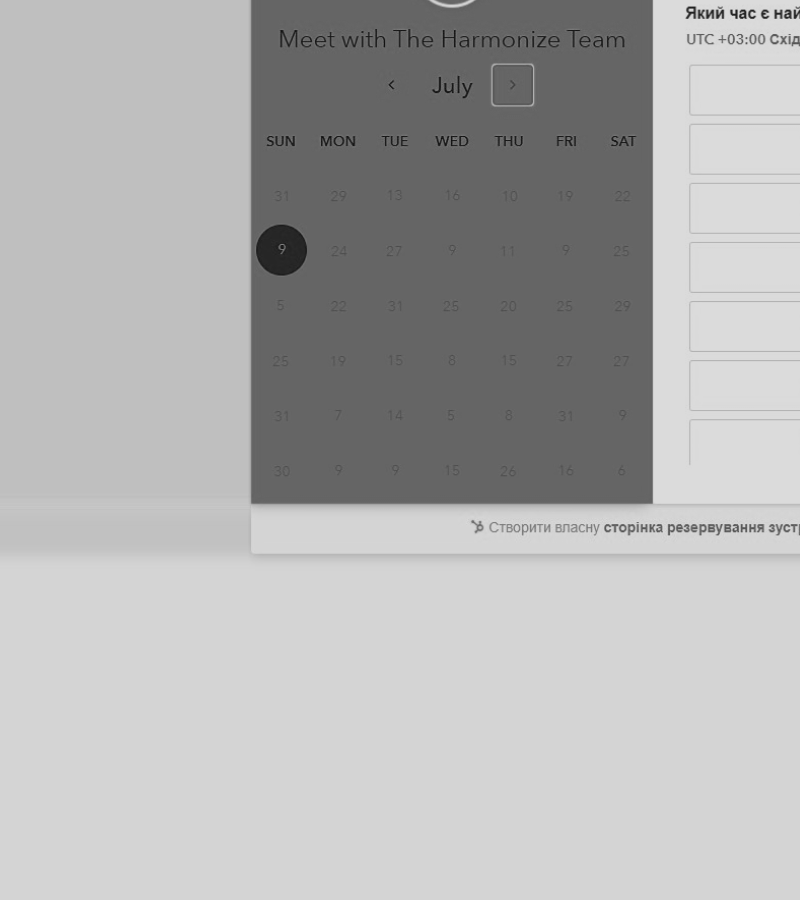 Meet with The Harmonize Team
July
SUN MON TUE WED THU FRI SAT
31 29 13 16 10 19 22
9 24 27 9 11 9 25
5 22 31 25 20 25 29
25 19 15 8 15 27 27
31 7 14 5 8 31 9
30 9 9 15 26 16 6
Який час є най
UTC +03:00 Схід
Створити власну сторінка резервування зустр